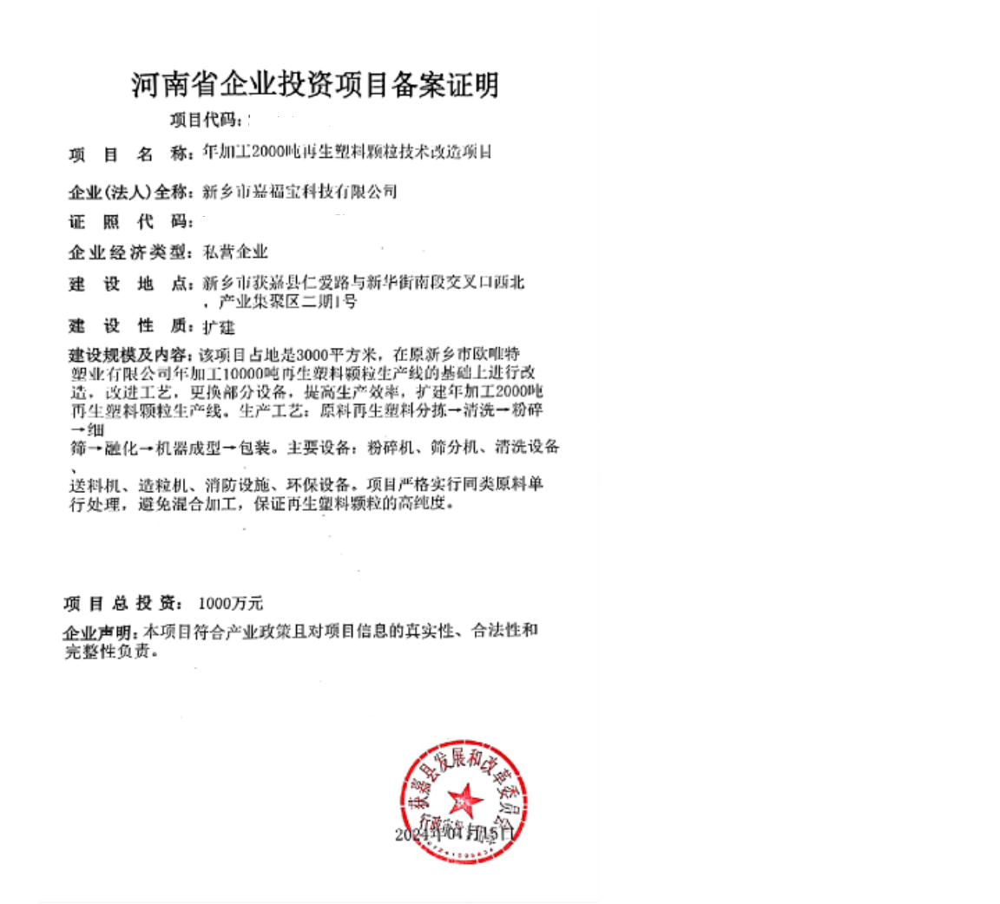 河南省企业投资项目备案证明
项目代码：
项目名称：年加工2000吨再生塑料颗粒技术改造项目
企业(法人)全称：新乡市嘉福宝科技有限公司
证照代码：
企业经济类型：私营企业
建设地点：新乡市获嘉县仁爱路与新华街南段交叉口西北
，产业集聚区二期1号
建设性质：扩建
建设规模及内容：该项目占地是3000平方米，在原新乡市欧唯特
塑业有限公司年加工10000吨再生塑料颗粒生产线的基础上进行改
造，改进工艺，更换部分设备，提高生产效率，扩建年加工2000吨
再生塑料颗粒生产线。生产工艺：原料再生塑料分拣→清洗→粉碎
→细
筛→融化→机器成型→包装。主要设备：粉碎机、筛分机、清洗设备
、
送料机、造粒机、消防设施、环保设备。项目严格实行同类原料单
行处理，避免混合加工，保证再生塑料颗粒的高纯度。
项目总投资：1000万元
企业声明：本项目符合产业政策且对项目信息的真实性、合法性和
完整性负责。
获嘉县发展和改革委员会
2024年01月15日